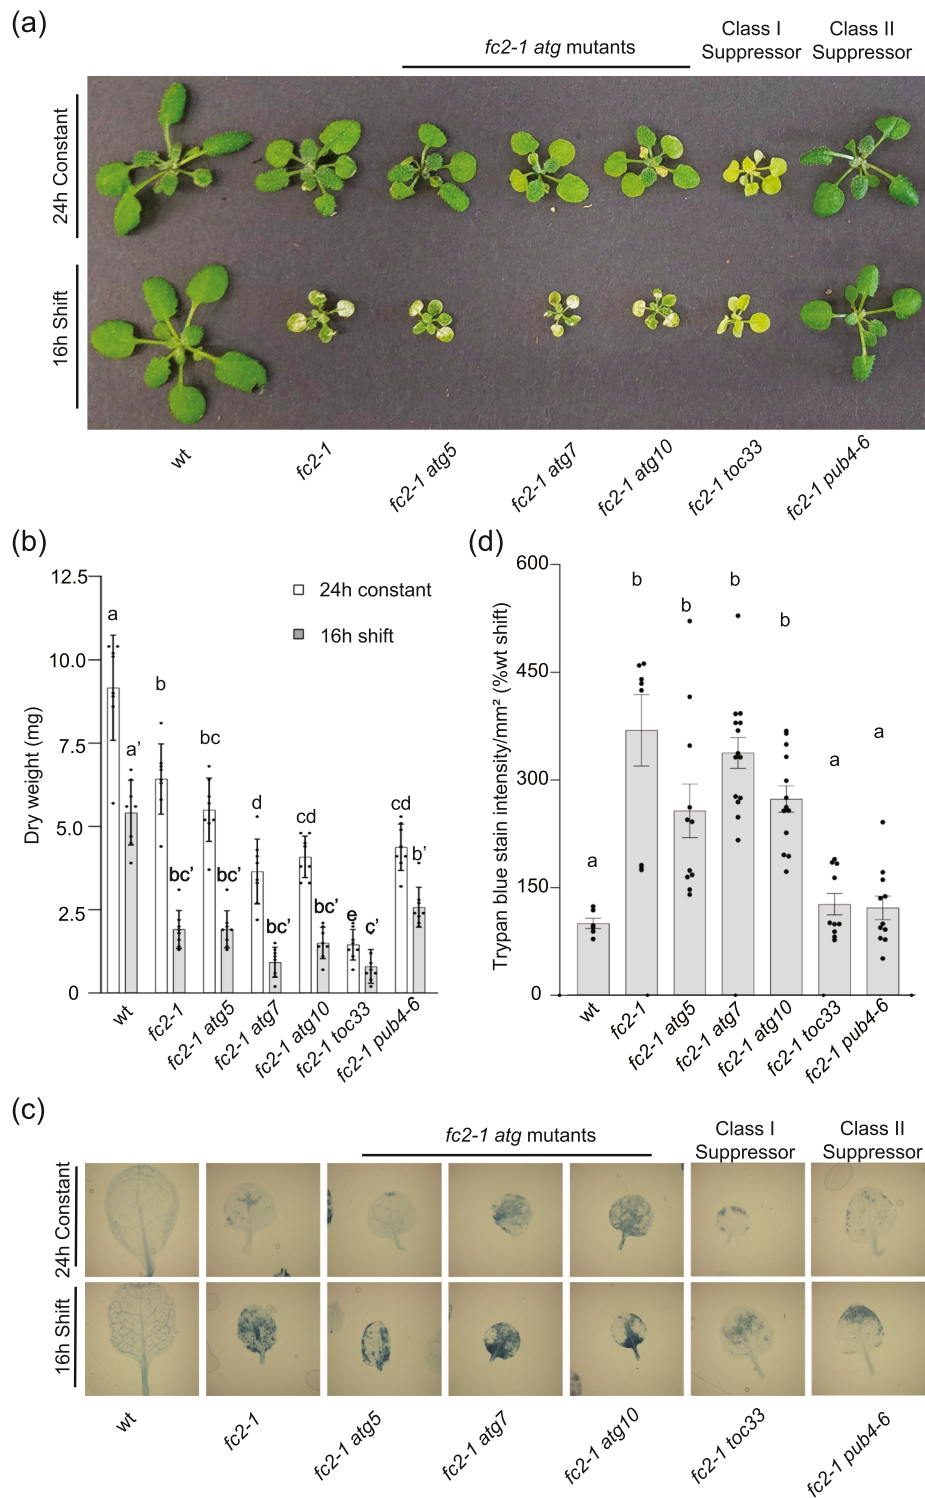 (a)
fc2-1 atg mutants
Class I
Suppressor
Class II
Suppressor
24h Constant
16h Shift
wt
fc2-1
fc2-1 atg5
fc2-1 atg7
fc2-1 atg10
fc2-1 toc33
fc2-1 pub4-6
(b)
Dry weight (mg)
12.5
10.0
7.5
5.0
2.5
0
24h constant
16h shift
a
a'
b
bc'
bc
bc'
d
bc'
cd
bc'
e
c'
cd
b'
wt
fc2-1
fc2-1 atg5
fc2-1 atg7
fc2-1 atg10
fc2-1 toc33
fc2-1 pub4-6
(d)
Trypan blue stain intensity/mm² (%wt shift)
600
450
300
150
0
a
b
b
b
b
a
a
wt
fc2-1
fc2-1 atg5
fc2-1 atg7
fc2-1 atg10
fc2-1 toc33
fc2-1 pub4-6
(c)
fc2-1 atg mutants
Class I
Suppressor
Class II
Suppressor
24h Constant
16h Shift
wt
fc2-1
fc2-1 atg5
fc2-1 atg7
fc2-1 atg10
fc2-1 toc33
fc2-1 pub4-6